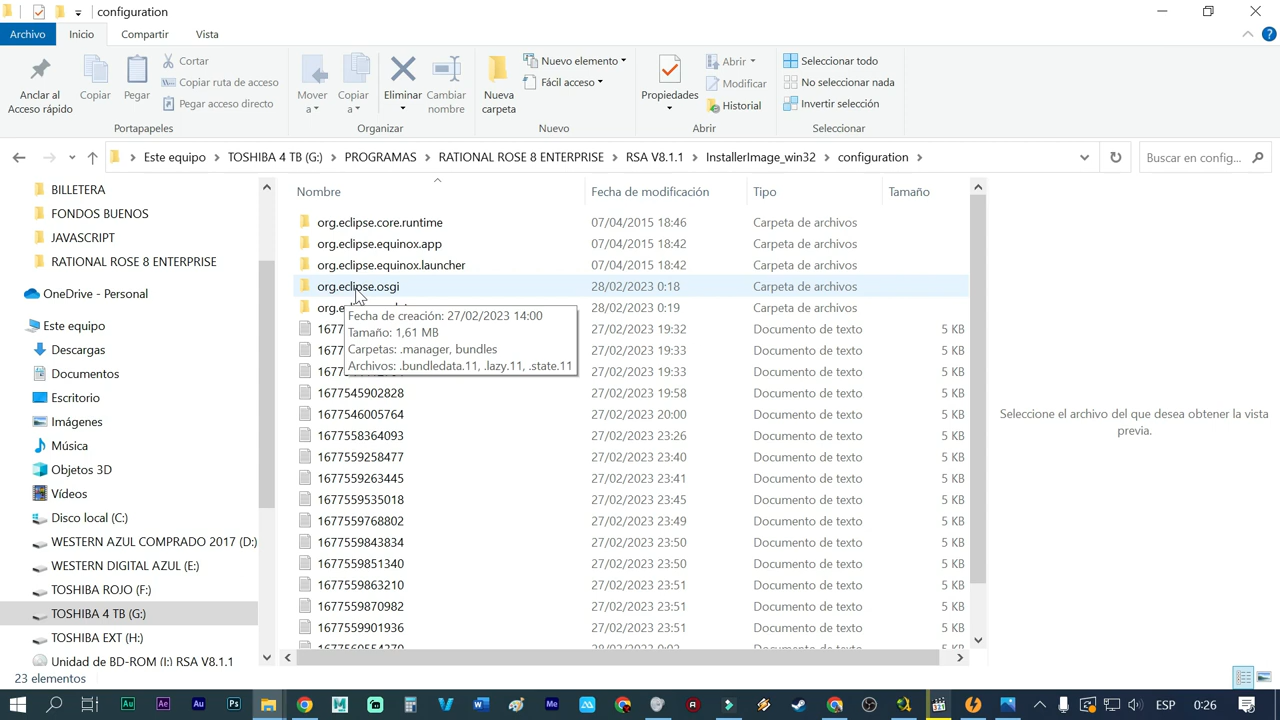 configuration
Archivo
Inicio
Compartir
Vista
Anclar al
Acceso rápido
Copiar
Pegar
Cortar
Copiar ruta de acceso
Pegar acceso directo
Portapapeles
Mover
a
Copiar
a
Eliminar
Cambiar
nombre
Organizar
Nueva
carpeta
Nuevo elemento
Fácil acceso
Nuevo
Propiedades
Abrir
Modificar
Historial
Abrir
Seleccionar todo
No seleccionar nada
Invertir selección
Seleccionar
Este equipo
TOSHIBA 4 TB (G:)
PROGRAMAS
RATIONAL ROSE 8 ENTERPRISE
RSA V8.1.1
InstallerImage_win32
configuration
Buscar en config...
BILLETERA
FONDOS BUENOS
JAVASCRIPT
RATIONAL ROSE 8 ENTERPRISE
OneDrive - Personal
Este equipo
Descargas
Documentos
Escritorio
Imágenes
Música
Objetos 3D
Vídeos
Disco local (C:)
WESTERN AZUL COMPRADO 2017 (D:)
WESTERN DIGITAL AZUL (E:)
TOSHIBA ROJO (F:)
TOSHIBA 4 TB (G:)
TOSHIBA EXT (H:)
Unidad de BD-ROM (I:) RSA V8.1.1
Nombre Fecha de modificación Tipo Tamaño
org.eclipse.core.runtime 07/04/2015 18:46 Carpeta de archivos
org.eclipse.equinox.app 07/04/2015 18:42 Carpeta de archivos
org.eclipse.equinox.launcher 07/04/2015 18:42 Carpeta de archivos
org.eclipse.osgi 28/02/2023 0:18 Carpeta de archivos
28/02/2023 0:19 Carpeta de archivos
27/02/2023 19:32 Documento de texto 5 KB
27/02/2023 19:33 Documento de texto 5 KB
27/02/2023 19:33 Documento de texto 5 KB
1677545902828 27/02/2023 19:58 Documento de texto 5 KB
1677546005764 27/02/2023 20:00 Documento de texto 5 KB
1677558364093 27/02/2023 23:26 Documento de texto 5 KB
1677559258477 27/02/2023 23:40 Documento de texto 5 KB
1677559263445 27/02/2023 23:41 Documento de texto 5 KB
1677559535018 27/02/2023 23:45 Documento de texto 5 KB
1677559768802 27/02/2023 23:49 Documento de texto 5 KB
1677559843834 27/02/2023 23:50 Documento de texto 5 KB
1677559851340 27/02/2023 23:50 Documento de texto 5 KB
1677559863210 27/02/2023 23:51 Documento de texto 5 KB
1677559870982 27/02/2023 23:51 Documento de texto 5 KB
1677559901936 27/02/2023 23:51 Documento de texto 5 KB
Fecha de creación: 27/02/2023 14:00
Tamaño: 1,61 MB
Carpetas: .manager, bundles
Archivos: .bundledata.11, .lazy.11, .state.11
Seleccione el archivo del que desea obtener la vista
previa.
23 elementos
Au
Ae
Au
Ps
M
W
Me
ESP
0:26